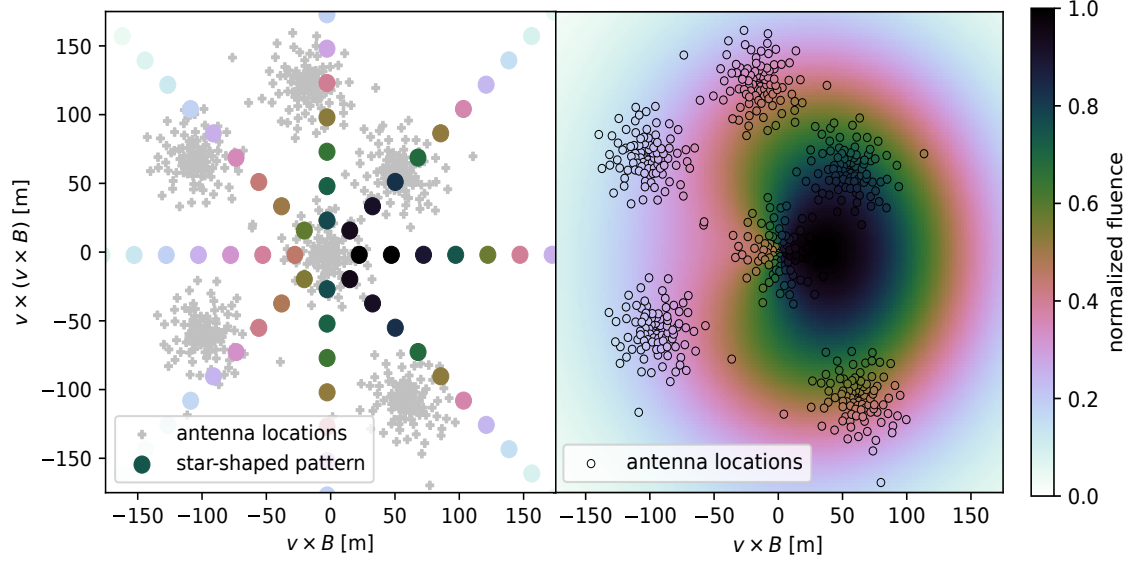 150
100
50
0
−50
−100
−150
v × (v × B) [m]
antenna locations
star-shaped pattern
−150 −100 −50 0 50 100 150
v × B [m]
antenna locations
−150 −100 −50 0 50 100 150
v × B [m]
1.0
0.8
0.6
0.4
0.2
0.0
normalized fluence